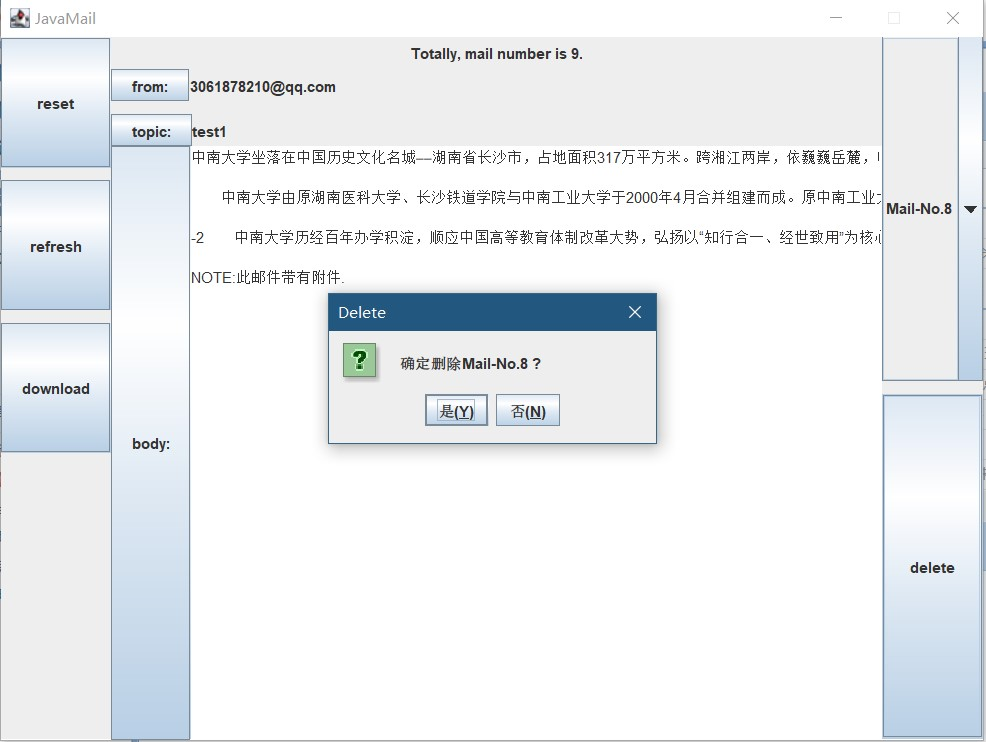 JavaMail
Totally, mail number is 9.
reset
from:
3061878210@qq.com
topic:
test1
中南大学坐落在中国历史文化名城—湖南省长沙市，占地面积317万平方米。跨湘江两岸，依巍巍岳麓，
中南大学由原湖南医科大学、长沙铁道学院与中南工业大学于2000年4月合并组建而成。原中南工业
Mail-No.8
refresh
-2 中南大学历经百年办学积淀，顺应中国高等教育体制改革大势，弘扬以“知行合一、经世致用”为核心
NOTE:此邮件带有附件.
Delete
确定删除Mail-No.8 ?
是(Y)
否(N)
download
body:
delete